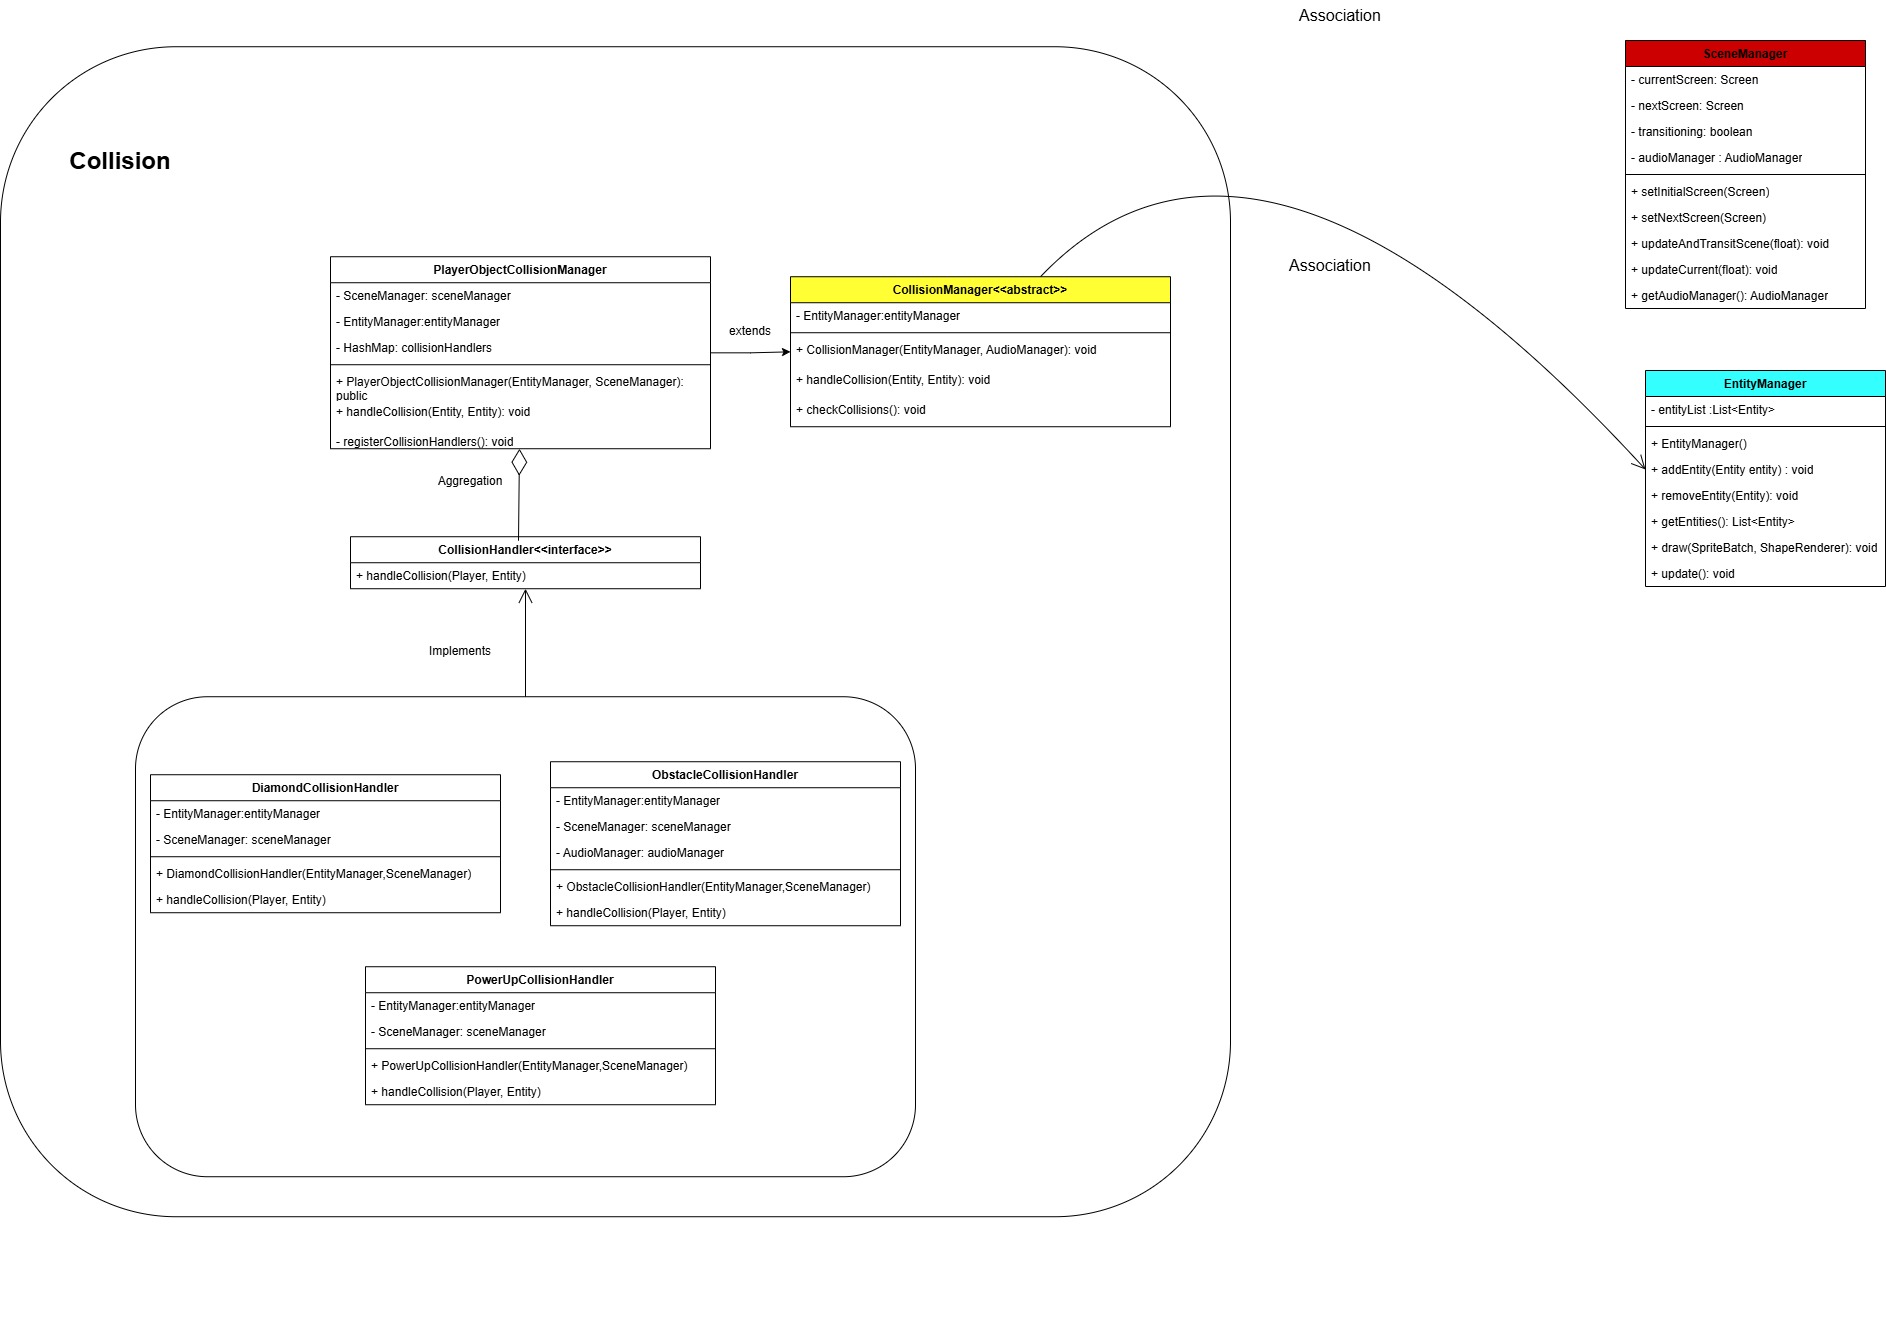 Association
SceneManager
- currentScreen: Screen
- nextScreen: Screen
- transitioning: boolean
- audioManager : AudioManager
+ setInitialScreen(Screen)
+ setNextScreen(Screen)
+ updateAndTransitScene(float): void
+ updateCurrent(float): void
+ getAudioManager(): AudioManager
Collision
Association
PlayerObjectCollisionManager
- SceneManager: sceneManager
- EntityManager:entityManager
- HashMap: collisionHandlers
+ PlayerObjectCollisionManager(EntityManager, SceneManager):
public
+ handleCollision(Entity, Entity): void
- registerCollisionHandlers(): void
extends
CollisionManager<<abstract>>
- EntityManager:entityManager
+ CollisionManager(EntityManager, AudioManager): void
+ handleCollision(Entity, Entity): void
+ checkCollisions(): void
EntityManager
- entityList :List<Entity>
+ EntityManager()
+ addEntity(Entity entity) : void
+ removeEntity(Entity): void
+ getEntities(): List<Entity>
+ draw(SpriteBatch, ShapeRenderer): void
+ update(): void
Aggregation
CollisionHandler<<interface>>
+ handleCollision(Player, Entity)
Implements
DiamondCollisionHandler
- EntityManager:entityManager
- SceneManager: sceneManager
+ DiamondCollisionHandler(EntityManager,SceneManager)
+ handleCollision(Player, Entity)
ObstacleCollisionHandler
- EntityManager:entityManager
- SceneManager: sceneManager
- AudioManager: audioManager
+ ObstacleCollisionHandler(EntityManager,SceneManager)
+ handleCollision(Player, Entity)
PowerUpCollisionHandler
- EntityManager:entityManager
- SceneManager: sceneManager
+ PowerUpCollisionHandler(EntityManager,SceneManager)
+ handleCollision(Player, Entity)